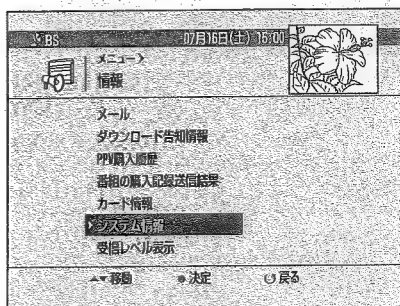 BS 07月16日(土) 15:00
メニュー>
情報
メール
ダウンロード告知情報
PPV購入履歴
番組の購入記録送信結果
カード情報
システム情報
受信レベル表示
▲▼移動 ●決定 戻る